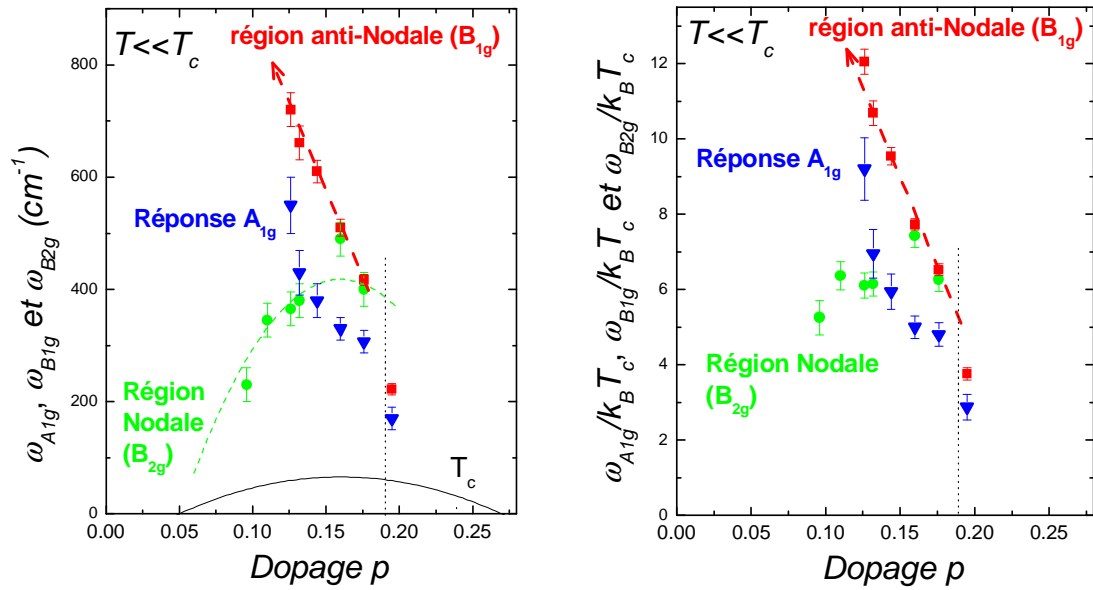 T<<Tc
région anti-Nodale (B1g)
800
600
400
200
0
Réponse A1g
Région
Nodale
(B2g)
Tc
0.00
0.05
0.10
0.15
0.20
0.25
Dopage p
ωA1g, ωB1g et ωB2g (cm-1)
T<<Tc
région anti-Nodale (B1g)
12
10
8
6
4
2
0
Réponse A1g
Région Nodale
(B2g)
0.00
0.05
0.10
0.15
0.20
0.25
Dopage p
ωA1g/kBTc, ωB1g/kBTc et ωB2g/kBTc